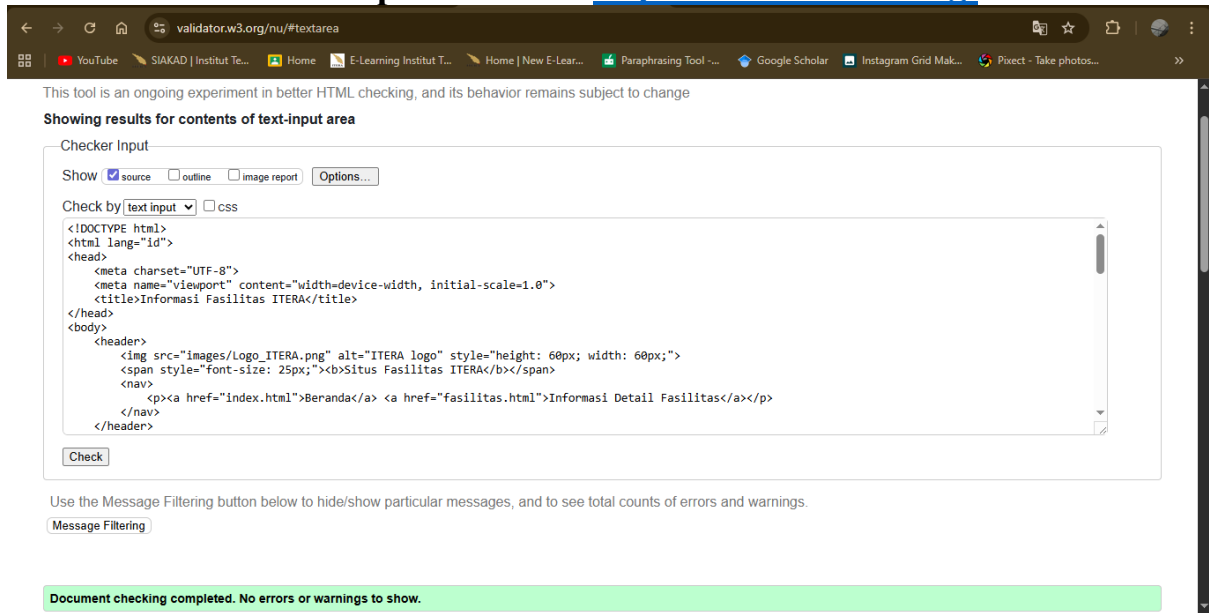 validator.w3.org/nu/#textarea
YouTube SIAKAD | Institut Te... Home E-Learning Institut T... Home | New E-Lear... Paraphrasing Tool -... Google Scholar Instagram Grid Mak... Pixect - Take photos... »
This tool is an ongoing experiment in better HTML checking, and its behavior remains subject to change
Showing results for contents of text-input area
Checker Input
Show source outline image report Options...
Check by text input css
<!DOCTYPE html>
<html lang="id">
<head>
    <meta charset="UTF-8">
    <meta name="viewport" content="width=device-width, initial-scale=1.0">
    <title>Informasi Fasilitas ITERA</title>
</head>
<body>
    <header>
        <img src="images/Logo_ITERA.png" alt="ITERA logo" style="height: 60px; width: 60px;">
        <span style="font-size: 25px;"><b>Situs Fasilitas ITERA</b></span>
        <nav>
            <p><a href="index.html">Beranda</a> <a href="fasilitas.html">Informasi Detail Fasilitas</a></p>
        </nav>
    </header>
Check
Use the Message Filtering button below to hide/show particular messages, and to see total counts of errors and warnings.
Message Filtering
Document checking completed. No errors or warnings to show.